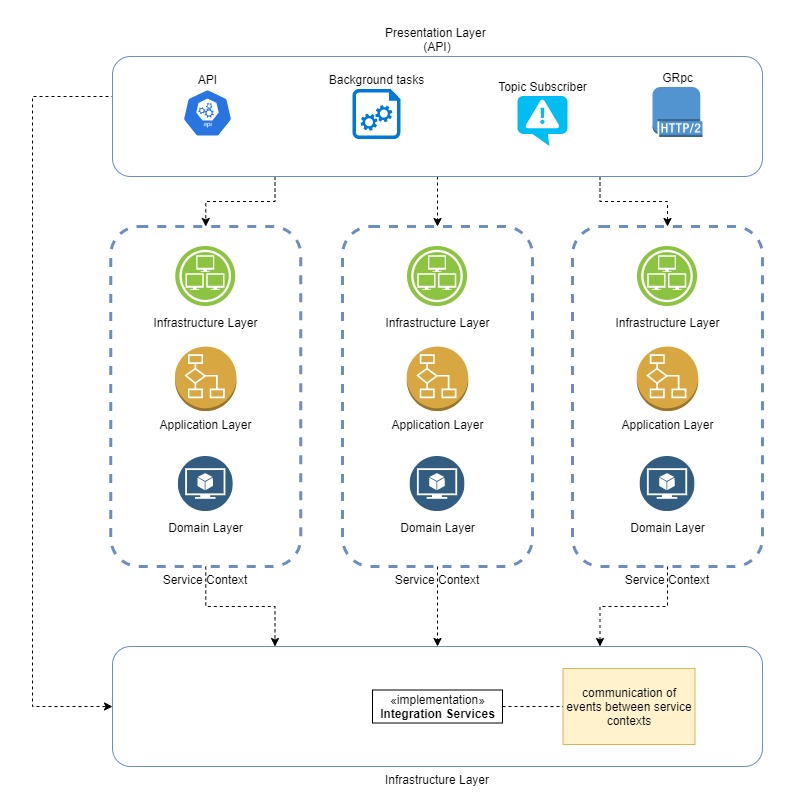 Presentation Layer
(API)
API
Background tasks
Topic Subscriber
GRpc
api
!
HTTP/2
Infrastructure Layer
Infrastructure Layer
Infrastructure Layer
Application Layer
Application Layer
Application Layer
Domain Layer
Domain Layer
Domain Layer
Service Context
Service Context
Service Context
«implementation»
Integration Services
communication of
events between service
contexts
Infrastructure Layer